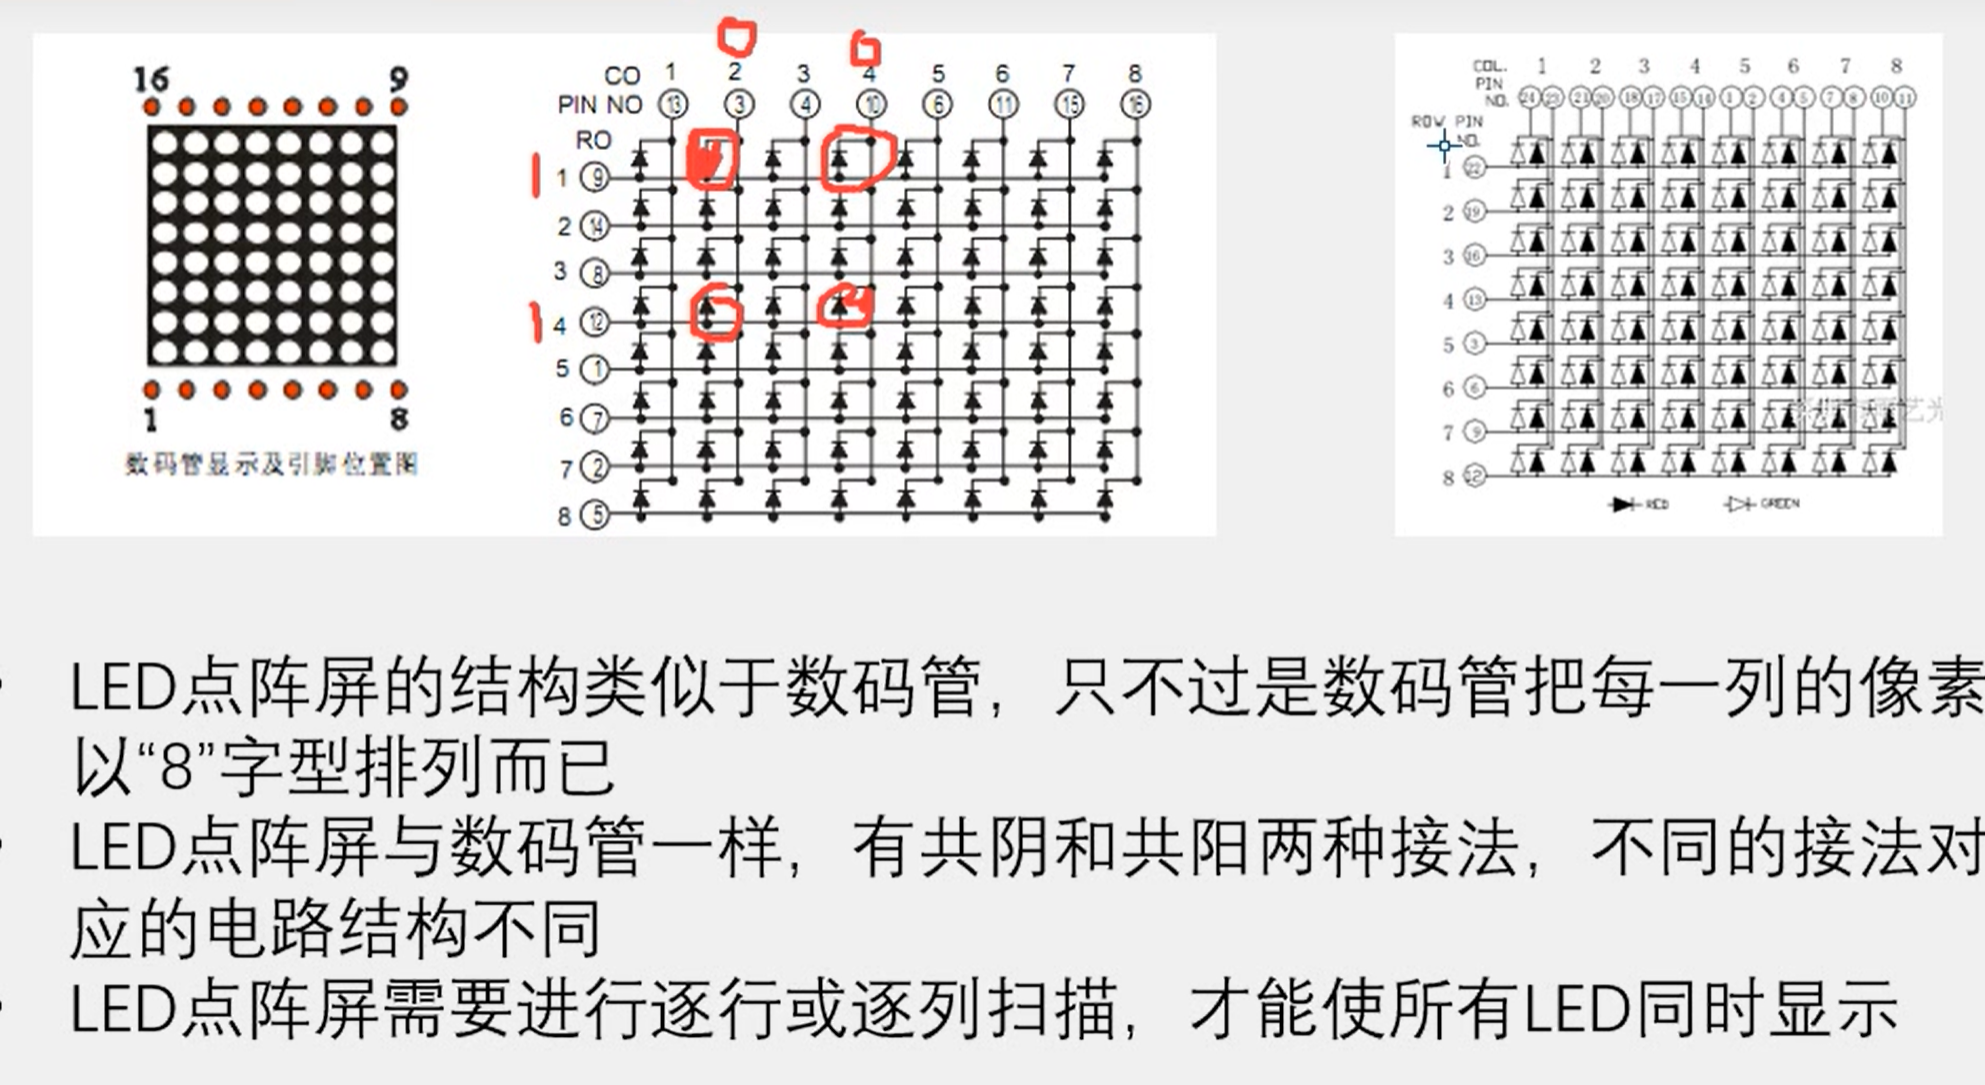 16 9
1 8
数码管显示及引脚位置图
CO 1 2 3 4 5 6 7 8
PIN NO 13 3 4 10 6 11 15 16
RO
1 9
2 14
3 8
4 12
5 1
6 7
7 2
8 5
COL. 1 2 3 4 5 6 7 8
PIN
NO. 24 23 21 20 18 17 15 14 1 2 4 5 7 8 10 11
ROW PIN
NO.
1 22
2 19
3 16
4 13
5 3
6 6
7 9
8 12
RED GREEN
LED点阵屏的结构类似于数码管，只不过是数码管把每一列的像素
以“8”字型排列而已
LED点阵屏与数码管一样，有共阴和共阳两种接法，不同的接法对
应的电路结构不同
LED点阵屏需要进行逐行或逐列扫描，才能使所有LED同时显示